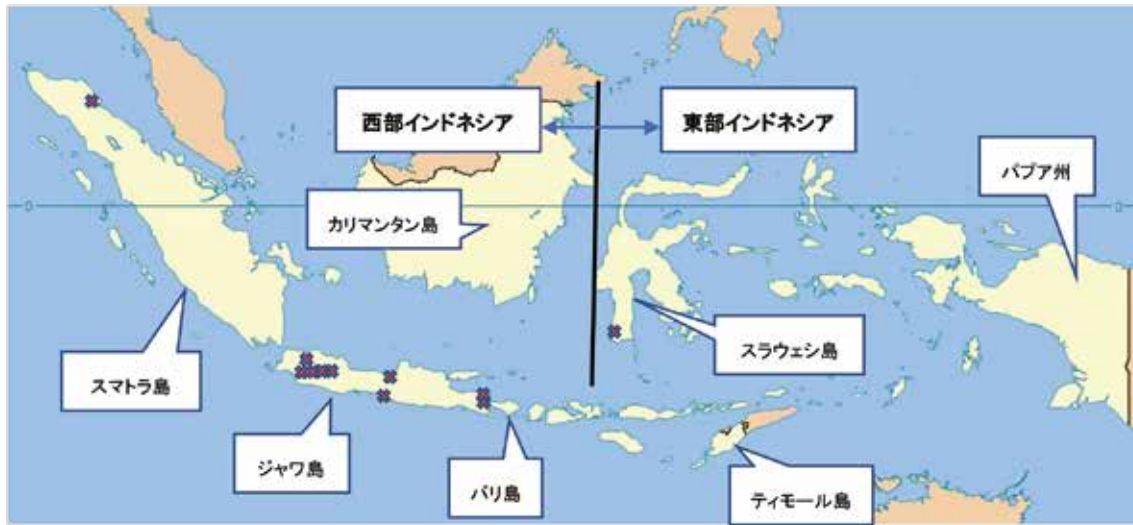 西部インドネシア
東部インドネシア
パプア州
0
0
カリマンタン島
スラウェシ島
スマトラ島
ジャワ島
バリ島
ティモール島